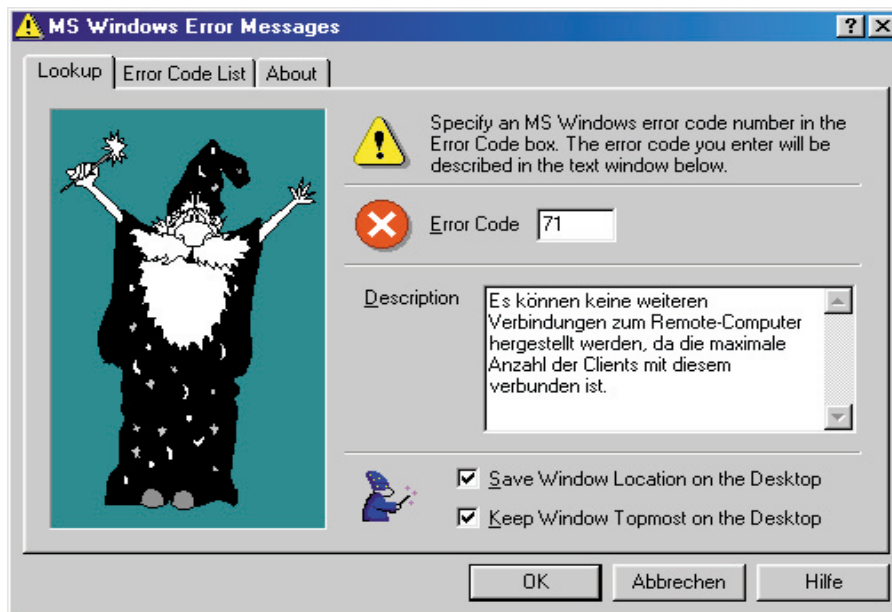 MS Windows Error Messages
Lookup
Error Code List
About
Specify an MS Windows error code number in the
Error Code box. The error code you enter will be
described in the text window below.
Error Code
71
Description
Es können keine weiteren
Verbindungen zum Remote-Computer
hergestellt werden, da die maximale
Anzahl der Clients mit diesem
verbunden ist.
Save Window Location on the Desktop
Keep Window Topmost on the Desktop
OK
Abbrechen
Hilfe